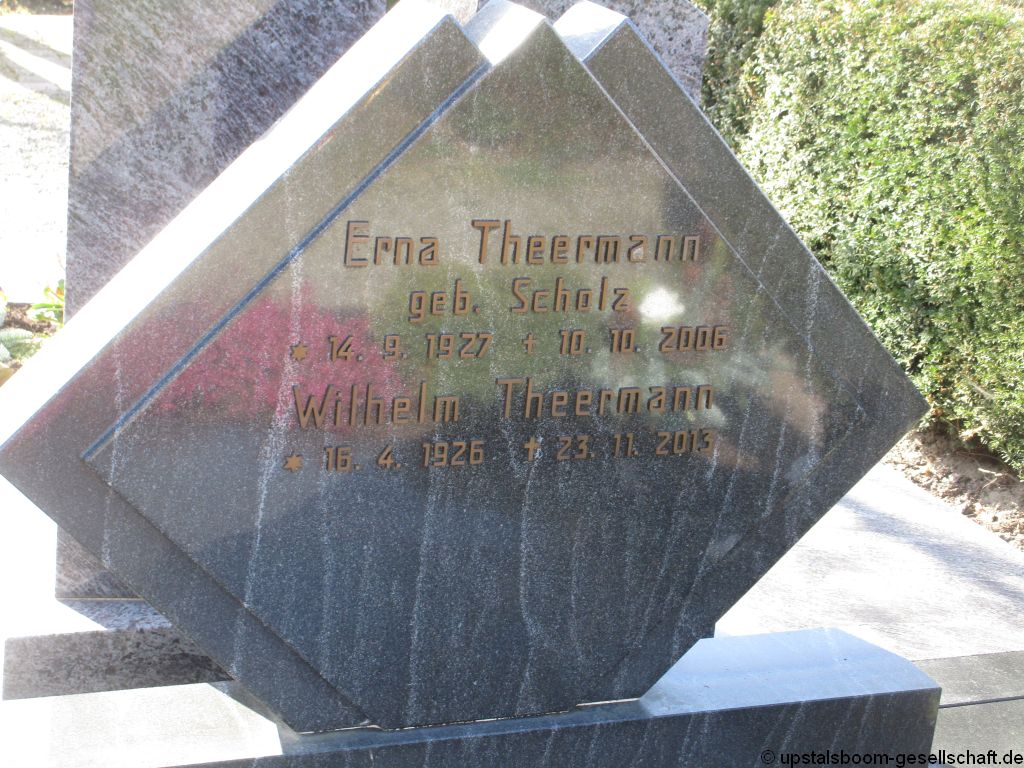 Erna Theermann
geb. Scholz
* 14. 9. 1927 † 10. 10. 2006
Wilhelm Theermann
* 16. 4. 1926 † 23. 11. 2013
© upstalsboom-gesellschaft.de